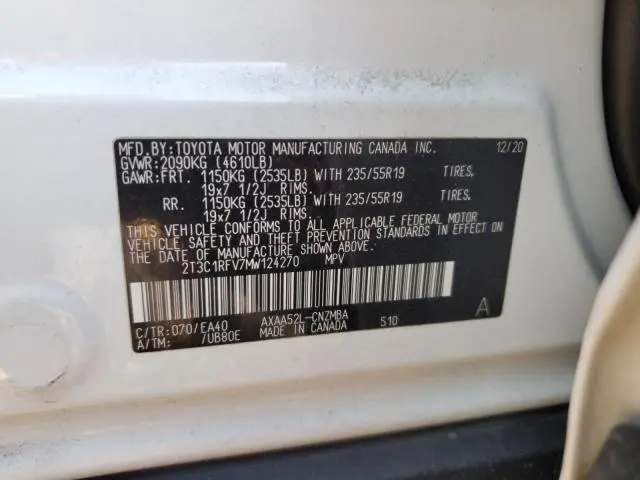 MFD.BY:TOYOTA MOTOR MANUFACTURING CANADA INC. 12/20
GVWR:2090KG (4610LB)
GAWR:FRT. 1150KG (2535LB) WITH 235/55R19 TIRES,
19x7 1/2J RIMS.
RR. 1150KG (2535LB) WITH 235/55R19 TIRES,
19x7 1/2J RIMS.
THIS VEHICLE CONFORMS TO ALL APPLICABLE FEDERAL MOTOR
VEHICLE SAFETY AND THEFT PREVENTION STANDARDS IN EFFECT ON
THE DATE OF MANUFACTURE SHOWN ABOVE.
2T3C1RFV7MW124270 MPV
C/TR:070/EA40 AXAA52L-CNZMBA 510 A
A/TM: /UB80E MADE IN CANADA